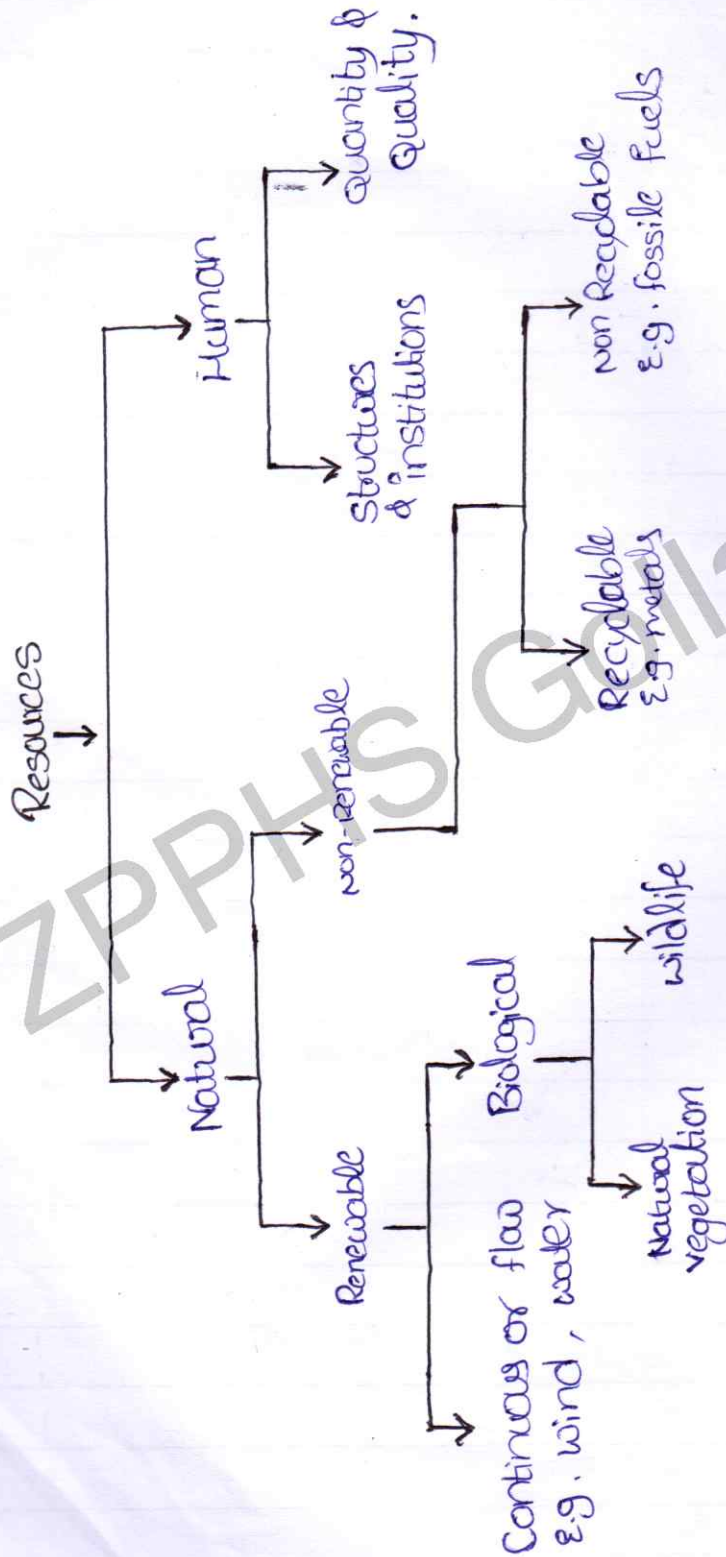 Resources
Natural
Human
Renewable
Non-Renewable
Structures
& institutions
Quantity &
Quality.
Continuous or flow
E.g. wind, water
Biological
Recyclable
E.g. metals
Non Recyclable
E.g. fossile fuels
Natural
vegetation
wildlife
ZPPHS Golla